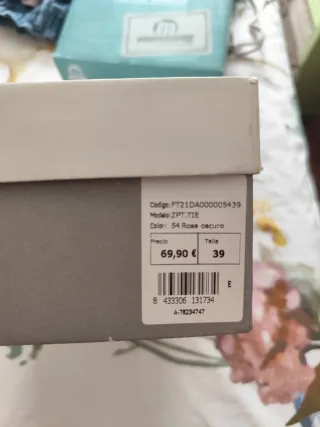 Codigo: PT21DA000005439
Modelo: ZPT.TIE
Color: 54 Rosa oscuro
Precio Talla
69,90 € 39
E
8 433306 131734
A-78234747